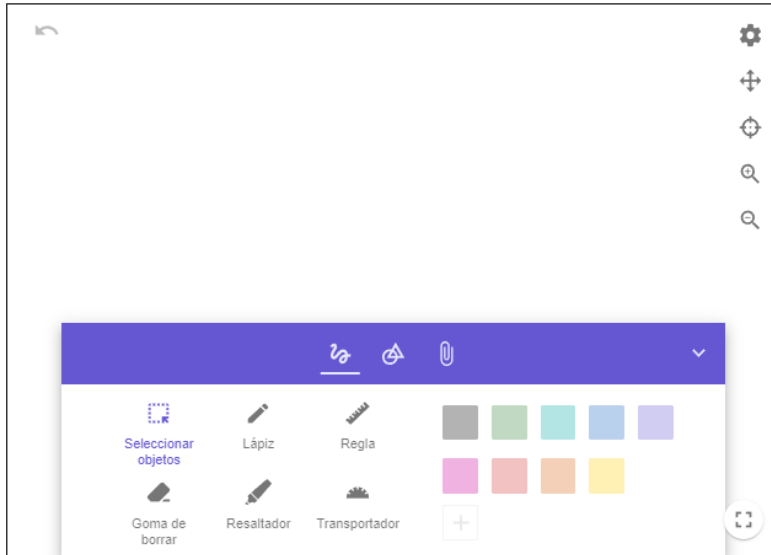 Seleccionar
objetos
Lápiz
Regla
Goma de
borrar
Resaltador
Transportador